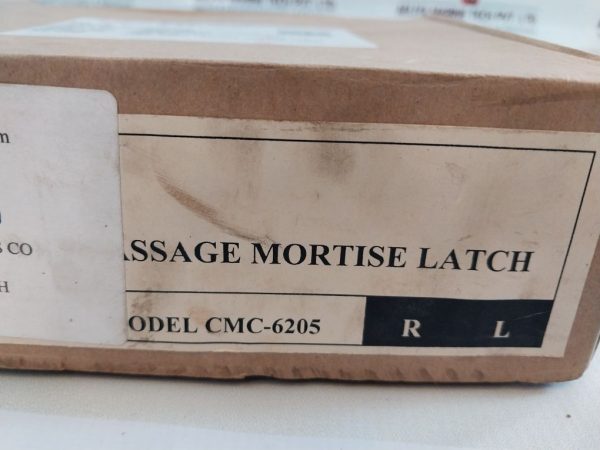 m
S CO
H
ASSAGE MORTISE LATCH
ODEL CMC-6205
R L